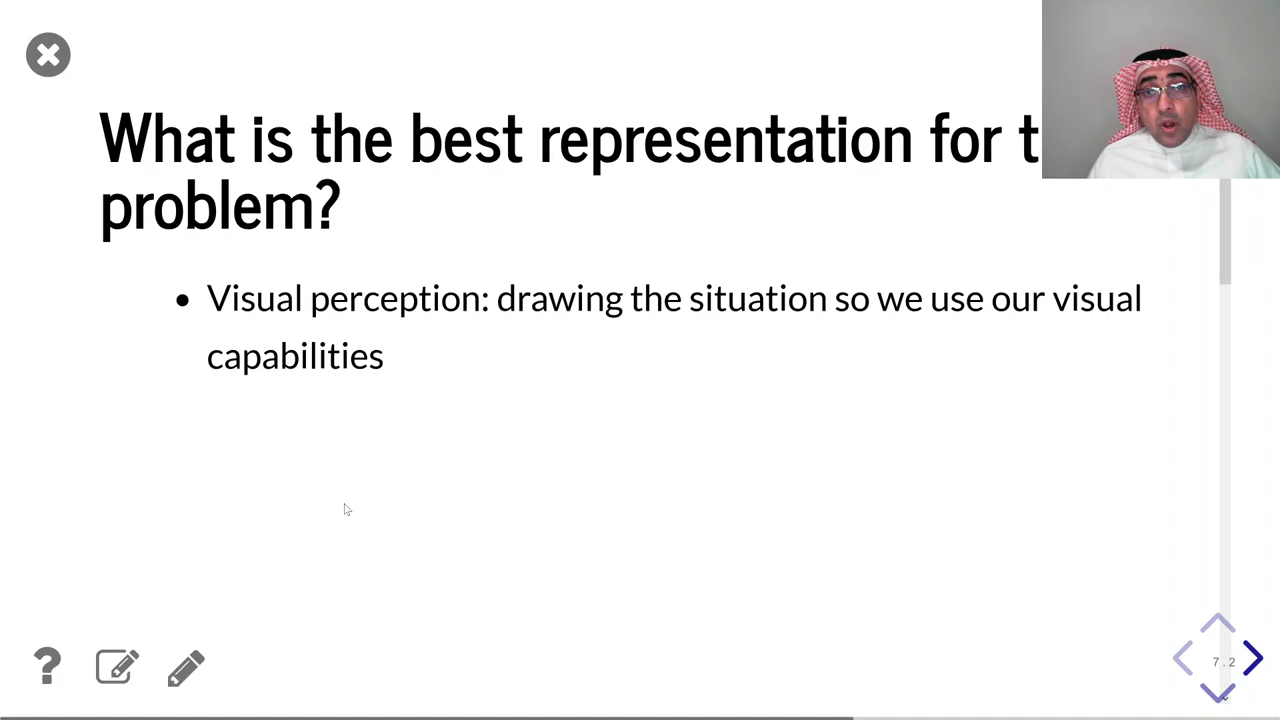 What is the best representation for t
problem?
• Visual perception: drawing the situation so we use our visual
capabilities
7.2